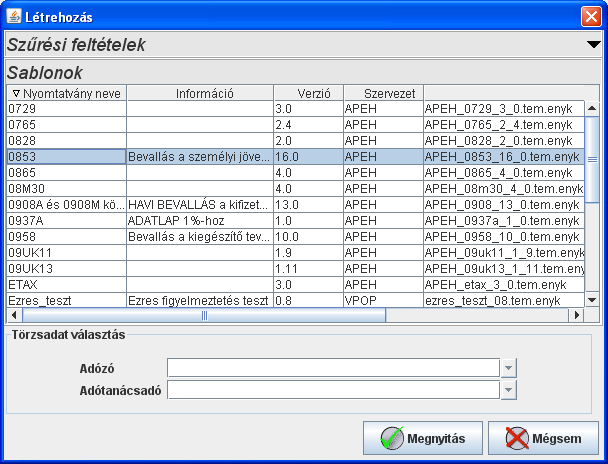 Létrehozás
Szűrési feltételek
Sablonok
Nyomtatvány neve Információ Verzió Szervezet
0729 3.0 APEH APEH_0729_3_0.tem.enyk
0765 2.4 APEH APEH_0765_2_4.tem.enyk
0828 2.0 APEH APEH_0828_2_0.tem.enyk
0853 Bevallás a személyi jöve... 16.0 APEH APEH_0853_16_0.tem.enyk
0865 4.0 APEH APEH_0865_4_0.tem.enyk
08M30 4.0 APEH APEH_08m30_4_0.tem.enyk
0908A és 0908M kö... HAVI BEVALLÁS a kifizet... 13.0 APEH APEH_0908_13_0.tem.enyk
0937A ADATLAP 1%-hoz 1.0 APEH APEH_0937a_1_0.tem.enyk
0958 Bevallás a kiegészítő tev... 10.0 APEH APEH_0958_10_0.tem.enyk
09UK11 1.9 APEH APEH_09uk11_1_9.tem.enyk
09UK13 1.11 APEH APEH_09uk13_1_11.tem.enyk
ETAX 3.0 APEH APEH_etax_3_0.tem.enyk
Ezres_teszt Ezres figyelmeztetés teszt 0.8 VPOP ezres_teszt_08.tem.enyk
Törzsadat választás
Adózó
Adótanácsadó
Megnyitás Mégsem